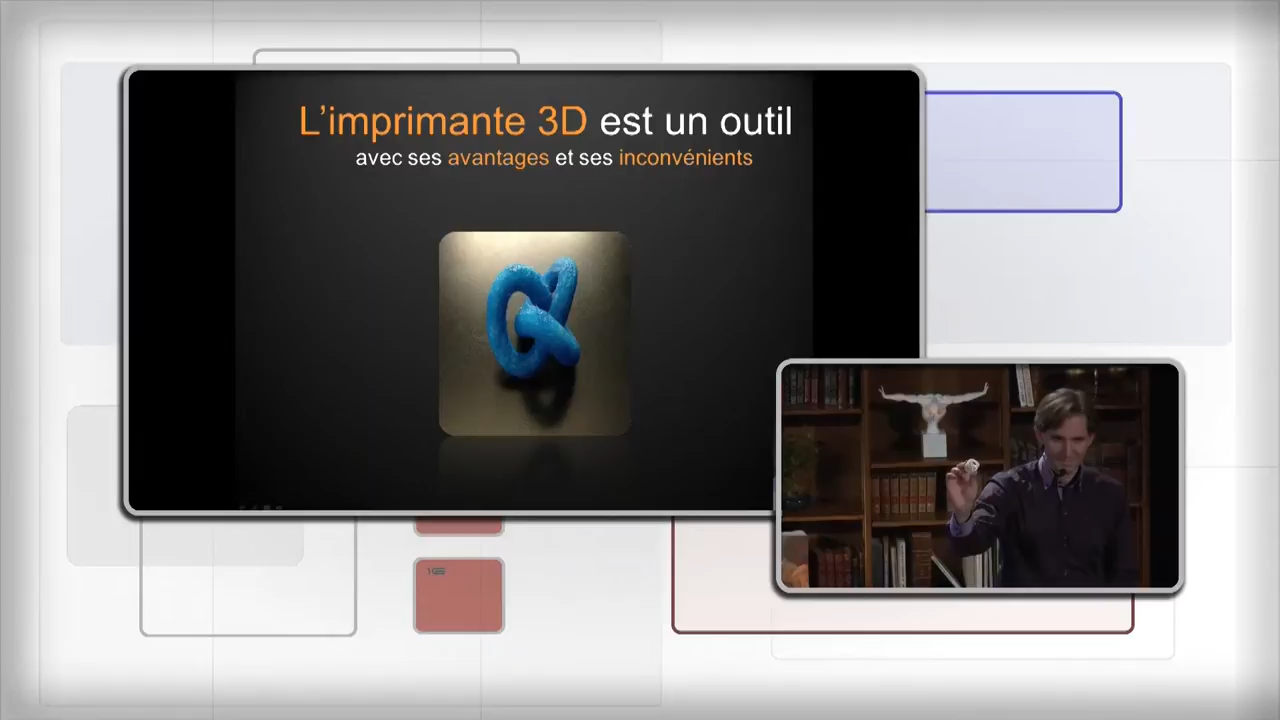 L'imprimante 3D est un outil
avec ses avantages et ses inconvénients